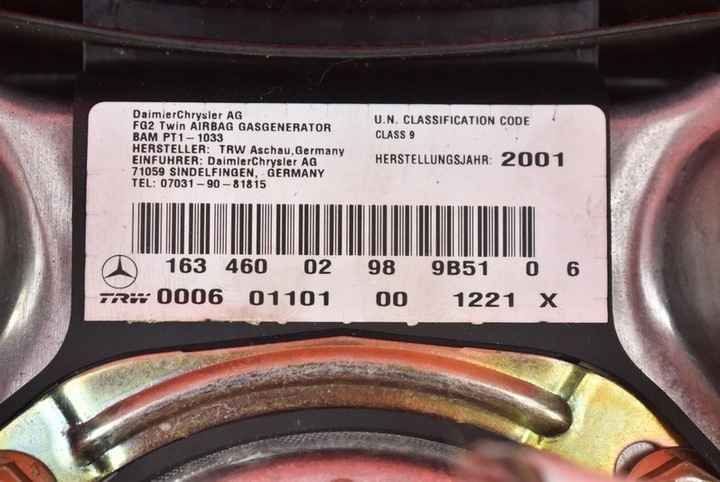 DaimlerChrysler AG
FG2 Twin AIRBAG GASGENERATOR
BAM PT1-1033
HERSTELLER: TRW Aschau,Germany
EINFUHRER: DaimlerChrysler AG
71059 SINDELFINGEN, GERMANY
TEL: 07031-90-81815
U.N. CLASSIFICATION CODE
CLASS 9
HERSTELLUNGSJAHR: 2001
163 460 02 98 9B51 0 6
TRW 0006 01101 00 1221 X